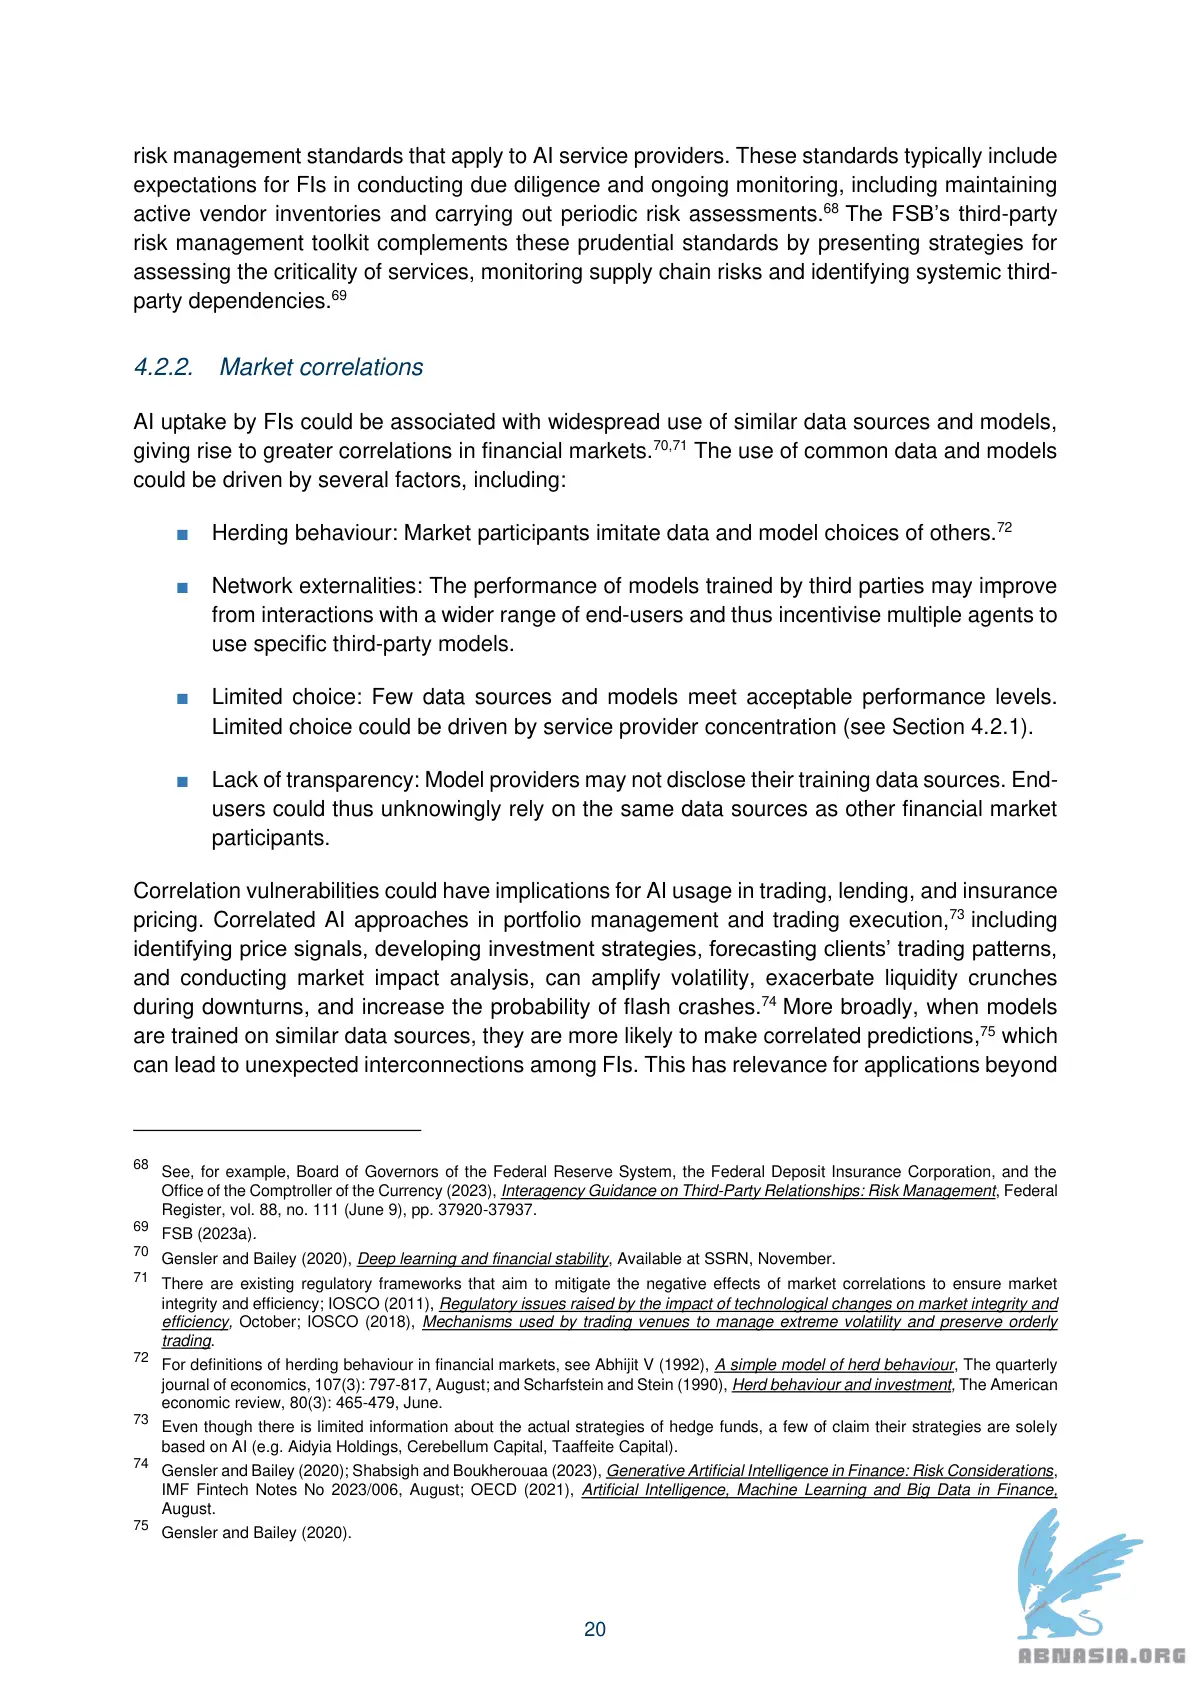 risk management standards that apply to AI service providers. These standards typically include
expectations for FIs in conducting due diligence and ongoing monitoring, including maintaining
active vendor inventories and carrying out periodic risk assessments.68 The FSB’s third-party
risk management toolkit complements these prudential standards by presenting strategies for
assessing the criticality of services, monitoring supply chain risks and identifying systemic third-
party dependencies.69
4.2.2. Market correlations
AI uptake by FIs could be associated with widespread use of similar data sources and models,
giving rise to greater correlations in financial markets.70,71 The use of common data and models
could be driven by several factors, including:
■ Herding behaviour: Market participants imitate data and model choices of others.72
■ Network externalities: The performance of models trained by third parties may improve
from interactions with a wider range of end-users and thus incentivise multiple agents to
use specific third-party models.
■ Limited choice: Few data sources and models meet acceptable performance levels.
Limited choice could be driven by service provider concentration (see Section 4.2.1).
■ Lack of transparency: Model providers may not disclose their training data sources. End-
users could thus unknowingly rely on the same data sources as other financial market
participants.
Correlation vulnerabilities could have implications for AI usage in trading, lending, and insurance
pricing. Correlated AI approaches in portfolio management and trading execution,73 including
identifying price signals, developing investment strategies, forecasting clients’ trading patterns,
and conducting market impact analysis, can amplify volatility, exacerbate liquidity crunches
during downturns, and increase the probability of flash crashes.74 More broadly, when models
are trained on similar data sources, they are more likely to make correlated predictions,75 which
can lead to unexpected interconnections among FIs. This has relevance for applications beyond
68 See, for example, Board of Governors of the Federal Reserve System, the Federal Deposit Insurance Corporation, and the
Office of the Comptroller of the Currency (2023), Interagency Guidance on Third-Party Relationships: Risk Management, Federal
Register, vol. 88, no. 111 (June 9), pp. 37920-37937.
69 FSB (2023a).
70 Gensler and Bailey (2020), Deep learning and financial stability, Available at SSRN, November.
71 There are existing regulatory frameworks that aim to mitigate the negative effects of market correlations to ensure market
integrity and efficiency; IOSCO (2011), Regulatory issues raised by the impact of technological changes on market integrity and
efficiency, October; IOSCO (2018), Mechanisms used by trading venues to manage extreme volatility and preserve orderly
trading.
72 For definitions of herding behaviour in financial markets, see Abhijit V (1992), A simple model of herd behaviour, The quarterly
journal of economics, 107(3): 797-817, August; and Scharfstein and Stein (1990), Herd behaviour and investment, The American
economic review, 80(3): 465-479, June.
73 Even though there is limited information about the actual strategies of hedge funds, a few of claim their strategies are solely
based on AI (e.g. Aidyia Holdings, Cerebellum Capital, Taaffeite Capital).
74 Gensler and Bailey (2020); Shabsigh and Boukherouaa (2023), Generative Artificial Intelligence in Finance: Risk Considerations,
IMF Fintech Notes No 2023/006, August; OECD (2021), Artificial Intelligence, Machine Learning and Big Data in Finance,
August.
75 Gensler and Bailey (2020).
20
ABNASIA.ORG